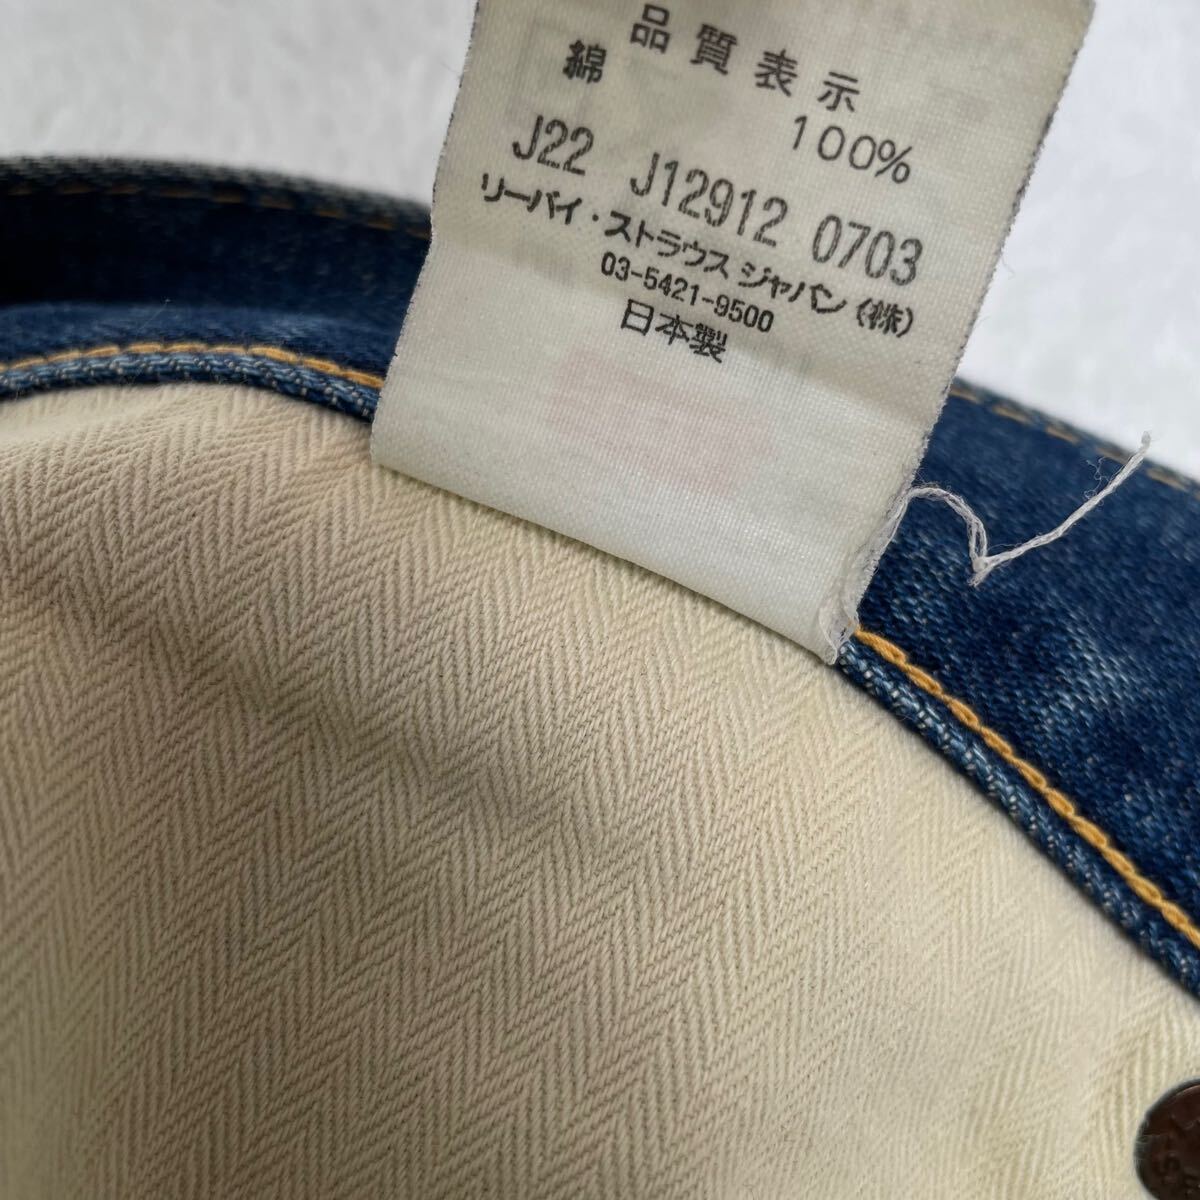 品質表示
綿 100%
J22 J12912 0703
リーバイ・ストラウス ジャパン(株)
03-5421-9500
日本製